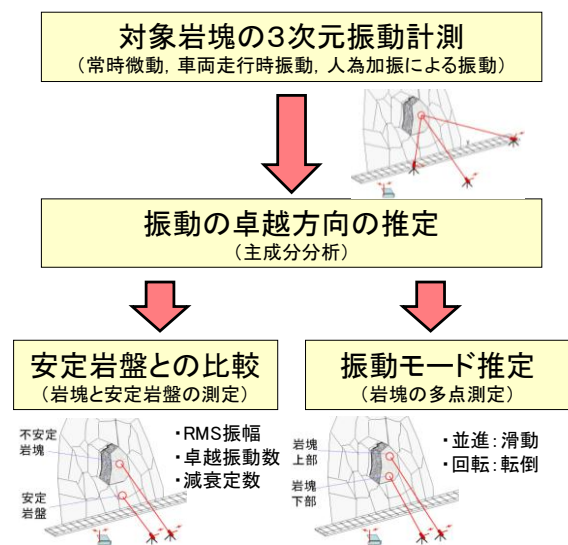 対象岩塊の３次元振動計測
（常時微動，車両走行時振動，人為加振による振動）
振動の卓越方向の推定
（主成分分析）
安定岩盤との比較
（岩塊と安定岩盤の測定）
不安定
岩塊
安定
岩盤
・RMS振幅
・卓越振動数
・減衰定数
振動モード推定
（岩塊の多点測定）
岩塊
上部
岩塊
下部
・並進：滑動
・回転：転倒